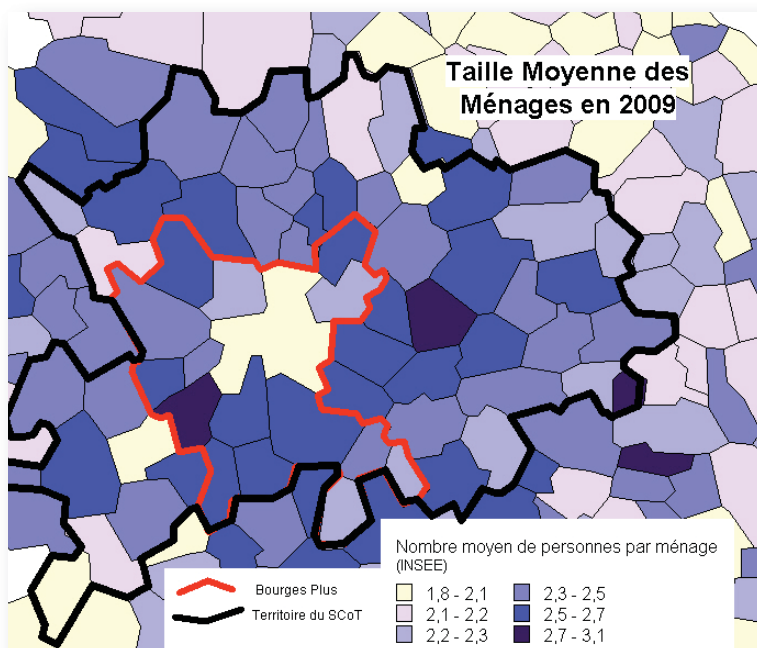 Taille Moyenne des
Ménages en 2009
Nombre moyen de personnes par ménage
(INSEE)
1,8 - 2,1
2,1 - 2,2
2,2 - 2,3
2,3 - 2,5
2,5 - 2,7
2,7 - 3,1
Bourges Plus
Territoire du SCoT